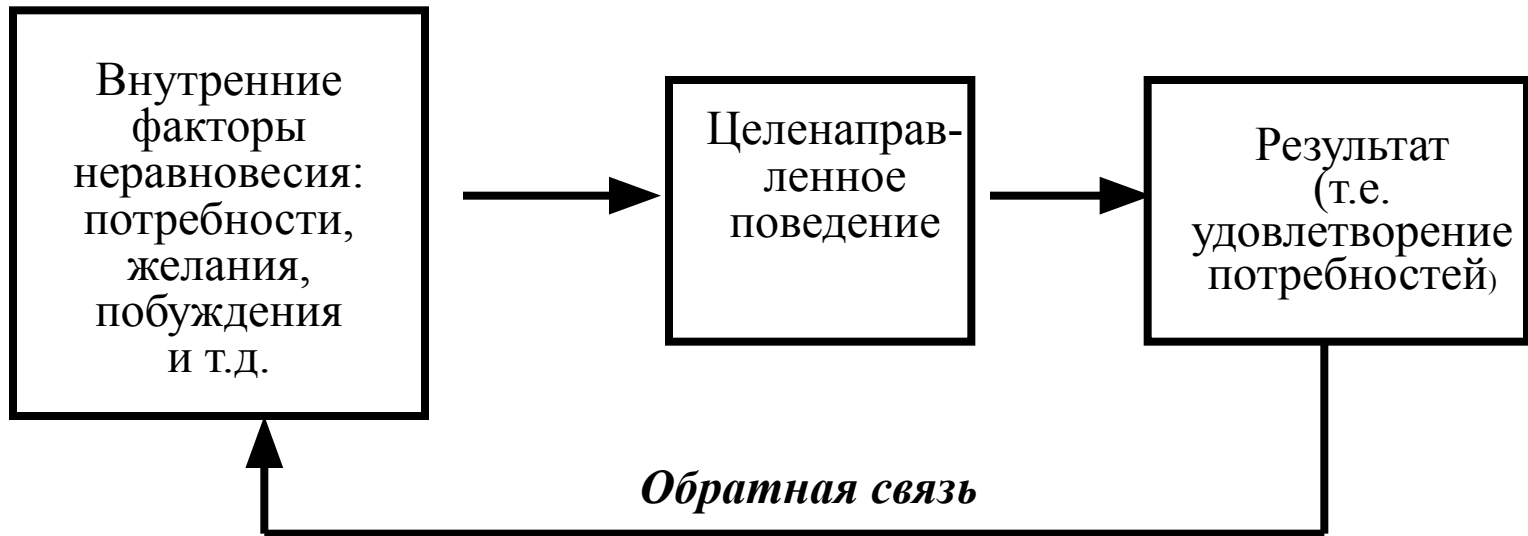 Внутренние
факторы
неравновесия:
потребности,
желания,
побуждения
и т.д.
Целенаправ-
ленное
поведение
Результат
(т.е.
удовлетворение
потребностей)
Обратная связь